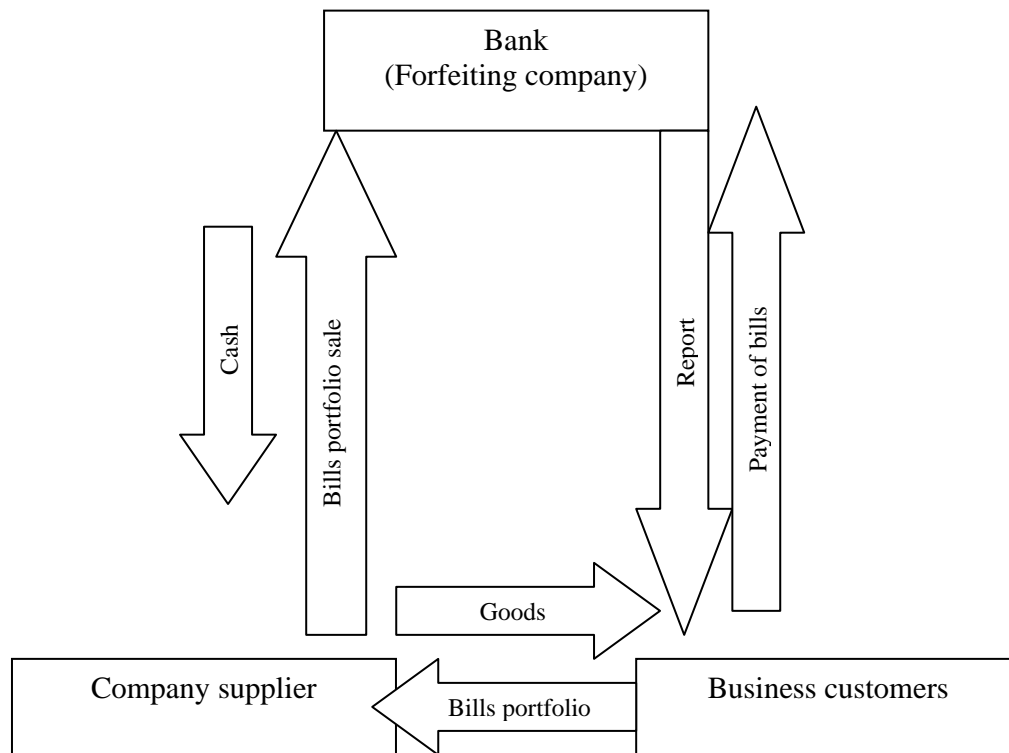 Bank
(Forfeiting company)
Cash
Bills portfolio sale
Report
Payment of bills
Goods
Company supplier
Bills portfolio
Business customers